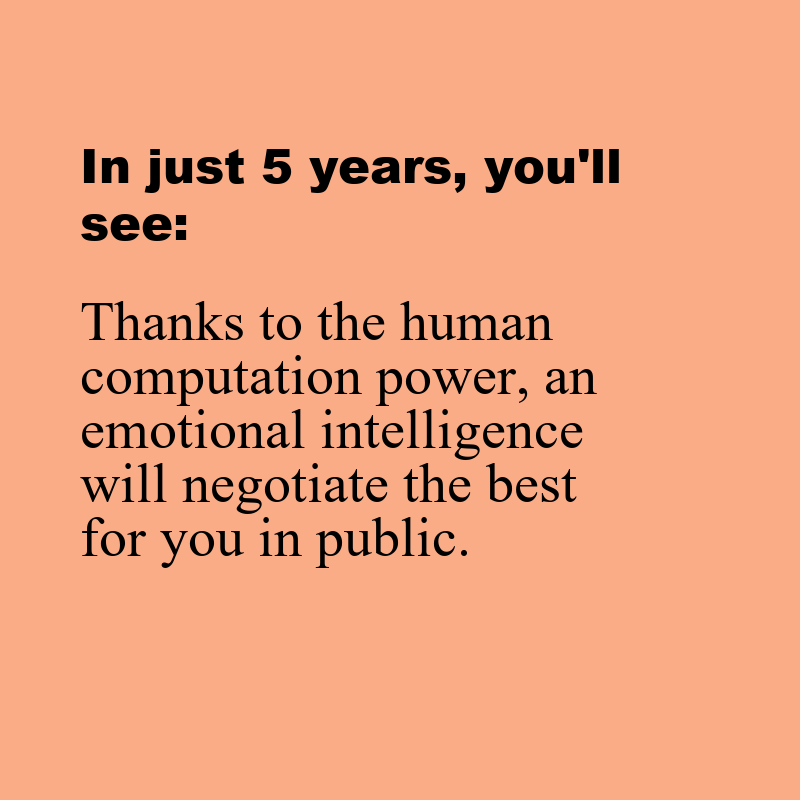 In just 5 years, you'll
see:
Thanks to the human
computation power, an
emotional intelligence
will negotiate the best
for you in public.